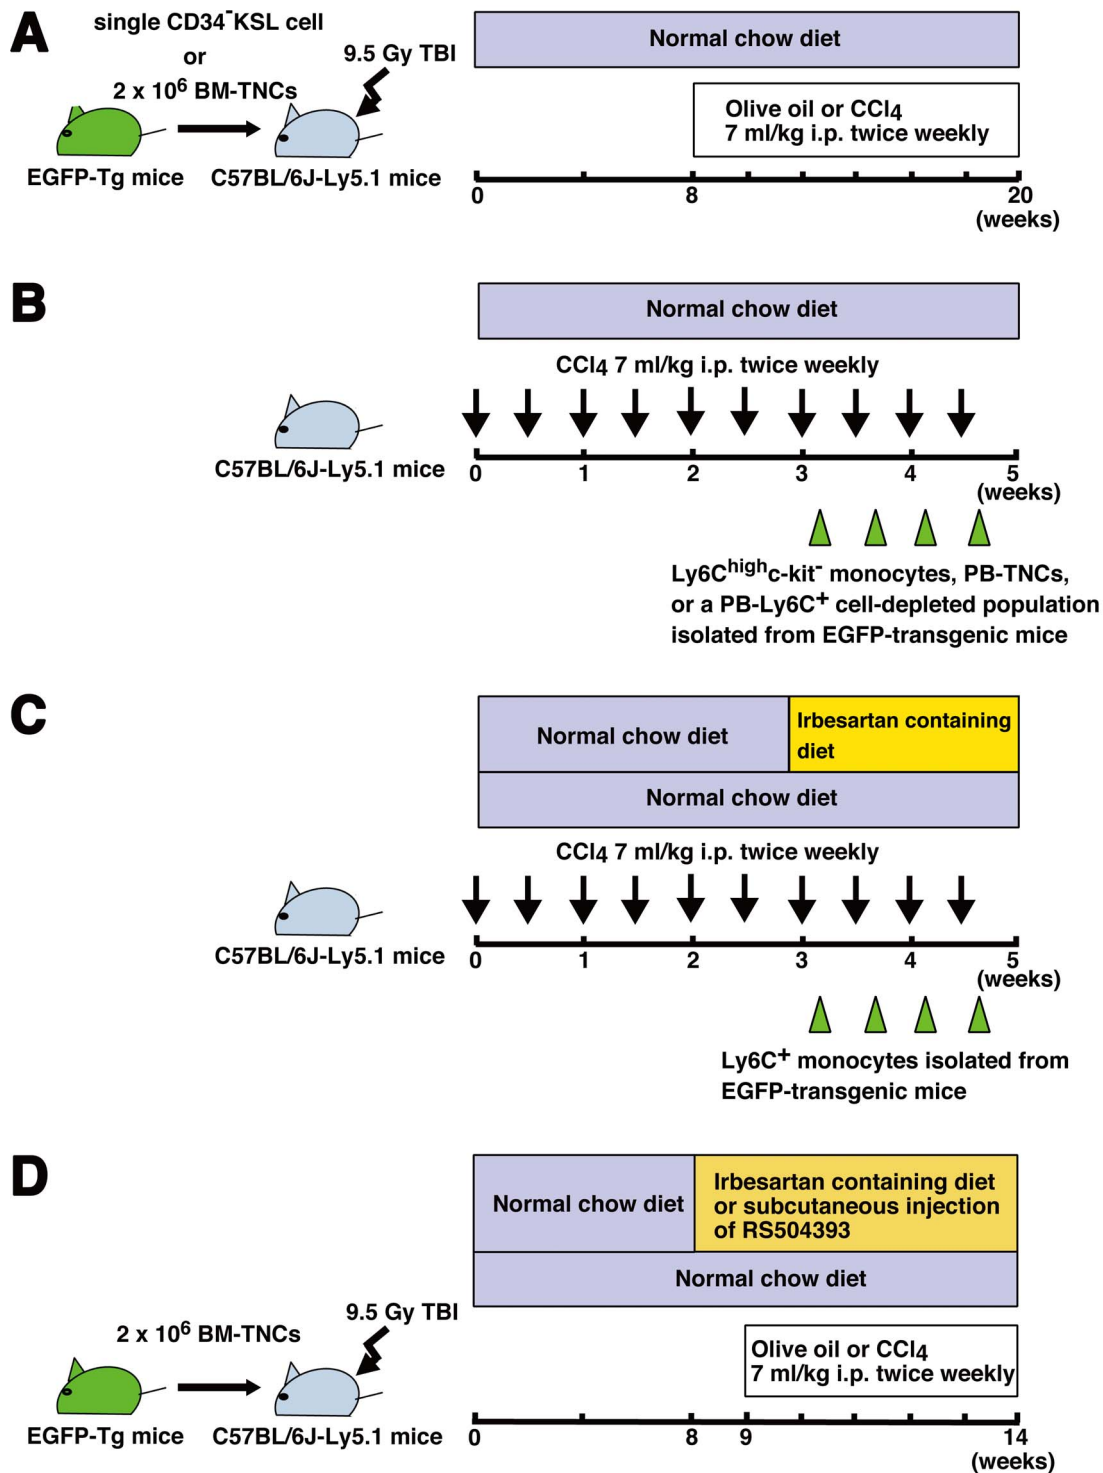 A
single CD34⁻KSL cell
or
2 x 10⁶ BM-TNCs
9.5 Gy TBI
EGFP-Tg mice
C57BL/6J-Ly5.1 mice
Normal chow diet
Olive oil or CCl₄
7 ml/kg i.p. twice weekly
0 8 20
(weeks)
B
Normal chow diet
CCl₄ 7 ml/kg i.p. twice weekly
C57BL/6J-Ly5.1 mice
0 1 2 3 4 5
(weeks)
Ly6Cʰⁱᵍʰc-kit⁻ monocytes, PB-TNCs,
or a PB-Ly6C⁺ cell-depleted population
isolated from EGFP-transgenic mice
C
Normal chow diet
Irbesartan containing
diet
Normal chow diet
CCl₄ 7 ml/kg i.p. twice weekly
C57BL/6J-Ly5.1 mice
0 1 2 3 4 5
(weeks)
Ly6C⁺ monocytes isolated from
EGFP-transgenic mice
D
Normal chow diet
Irbesartan containing diet
or subcutaneous injection
of RS504393
Normal chow diet
2 x 10⁶ BM-TNCs
9.5 Gy TBI
EGFP-Tg mice
C57BL/6J-Ly5.1 mice
Olive oil or CCl₄
7 ml/kg i.p. twice weekly
0 8 9 14
(weeks)